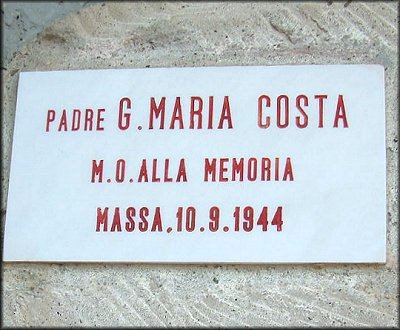 PADRE G. MARIA COSTA
M.O. ALLA MEMORIA
MASSA, 10.9.1944